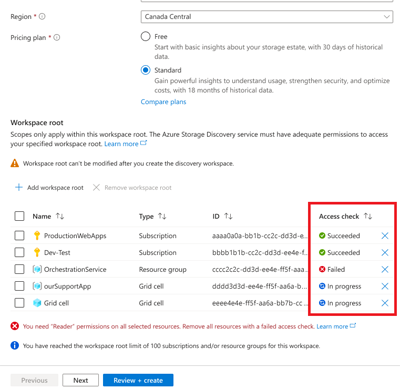 Region *
Canada Central
Pricing plan *
Free
Start with basic insights about your storage estate, with 30 days of historical
data.
Standard
Gain powerful insights to understand usage, strengthen security, and optimize
costs, with 18 months of historical data.
Compare plans
Workspace root
Scopes only apply within this workspace root. The Azure Storage Discovery service must have adequate permissions to access
your specified workspace root. Learn more
Workspace root can't be modified after you create the discovery workspace.
+ Add workspace root × Remove workspace root
Name ↑↓ Type ↑↓ ID ↑↓ Access check ↑↓
ProductionWebApps Subscription aaaa0a0a-bb1b-cc2c-dd3d-e... Succeeded
Dev-Test Subscription bbbb1b1b-cc2c-dd3d-ee4e-f... Succeeded
OrchestrationService Resource group cccc2c2c-dd3d-ee4e-ff5f-aaa... Failed
ourSupportApp Grid cell dddd3d3d-ee4e-ff5f-aa6a-b... In progress
Grid cell Grid cell eeee4e4e-ff5f-aa6a-bb7b-cc... In progress
You need "Reader" permissions on all selected resources. Remove all resources with a failed access check. Learn more
You have reached the workspace root limit of 100 subscriptions and/or resource groups for this workspace.
Previous Next Review + create